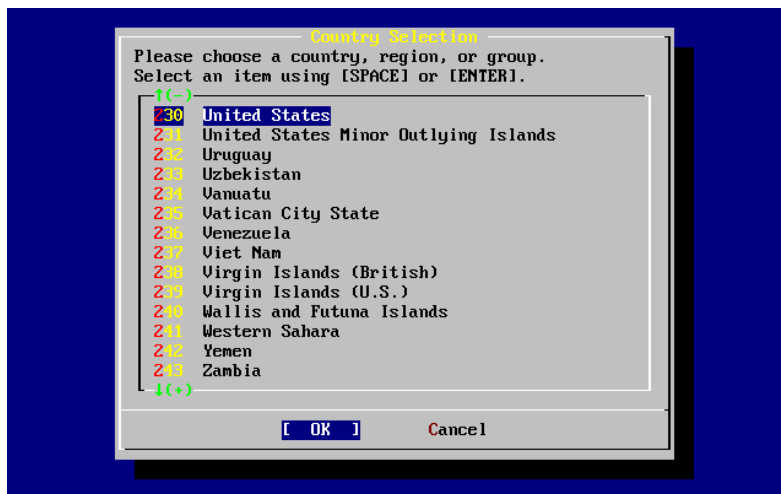 Country Selection
Please choose a country, region, or group.
Select an item using [SPACE] or [ENTER].
↑(-)
230 United States
231 United States Minor Outlying Islands
232 Uruguay
233 Uzbekistan
234 Vanuatu
235 Vatican City State
236 Venezuela
237 Viet Nam
238 Virgin Islands (British)
239 Virgin Islands (U.S.)
240 Wallis and Futuna Islands
241 Western Sahara
242 Yemen
243 Zambia
↓(+)
[ OK ] Cancel